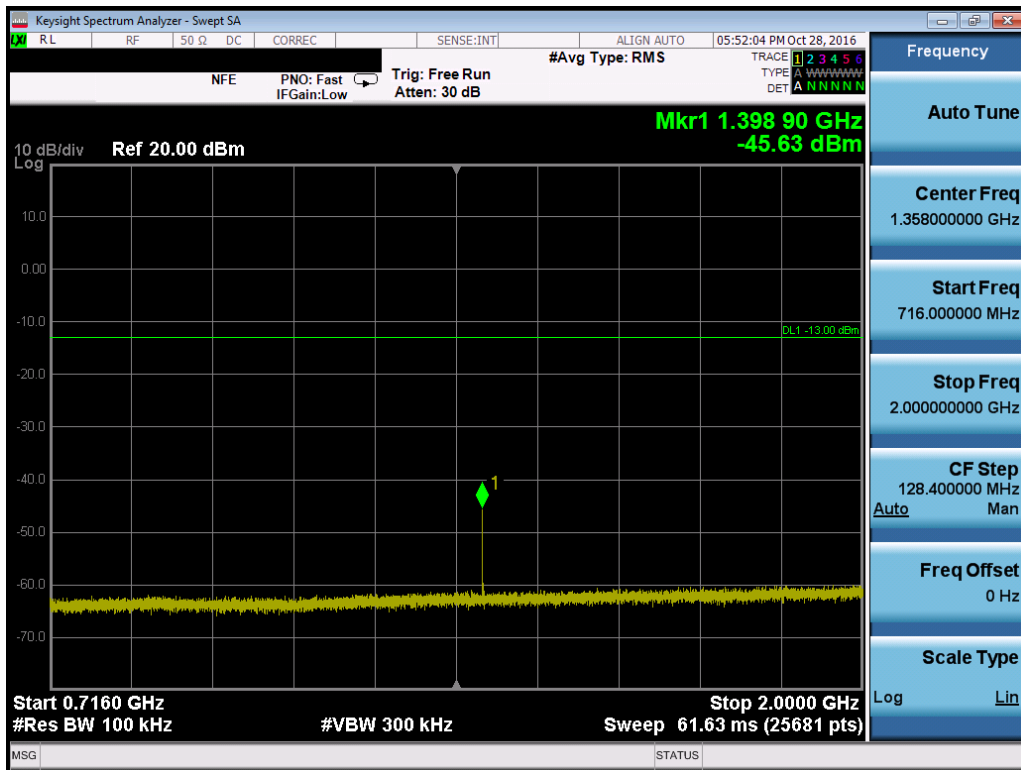 Keysight Spectrum Analyzer - Swept SA
LXI RL RF 50 Ω DC CORREC SENSE:INT ALIGN AUTO 05:52:04 PM Oct 28, 2016
NFE PNO: Fast Trig: Free Run #Avg Type: RMS
IFGain:Low Atten: 30 dB
TRACE 1 2 3 4 5 6
TYPE A WWWWW
DET A N N N N N
Mkr1 1.398 90 GHz
-45.63 dBm
10 dB/div Ref 20.00 dBm
Log
10.0
0.00
-10.0
DL1 -13.00 dBm
-20.0
-30.0
-40.0
1
-50.0
-60.0
-70.0
Start 0.7160 GHz Stop 2.0000 GHz
#Res BW 100 kHz #VBW 300 kHz Sweep 61.63 ms (25681 pts)
MSG STATUS
Frequency
Auto Tune
Center Freq
1.358000000 GHz
Start Freq
716.000000 MHz
Stop Freq
2.000000000 GHz
CF Step
128.400000 MHz
Auto Man
Freq Offset
0 Hz
Scale Type
Log Lin